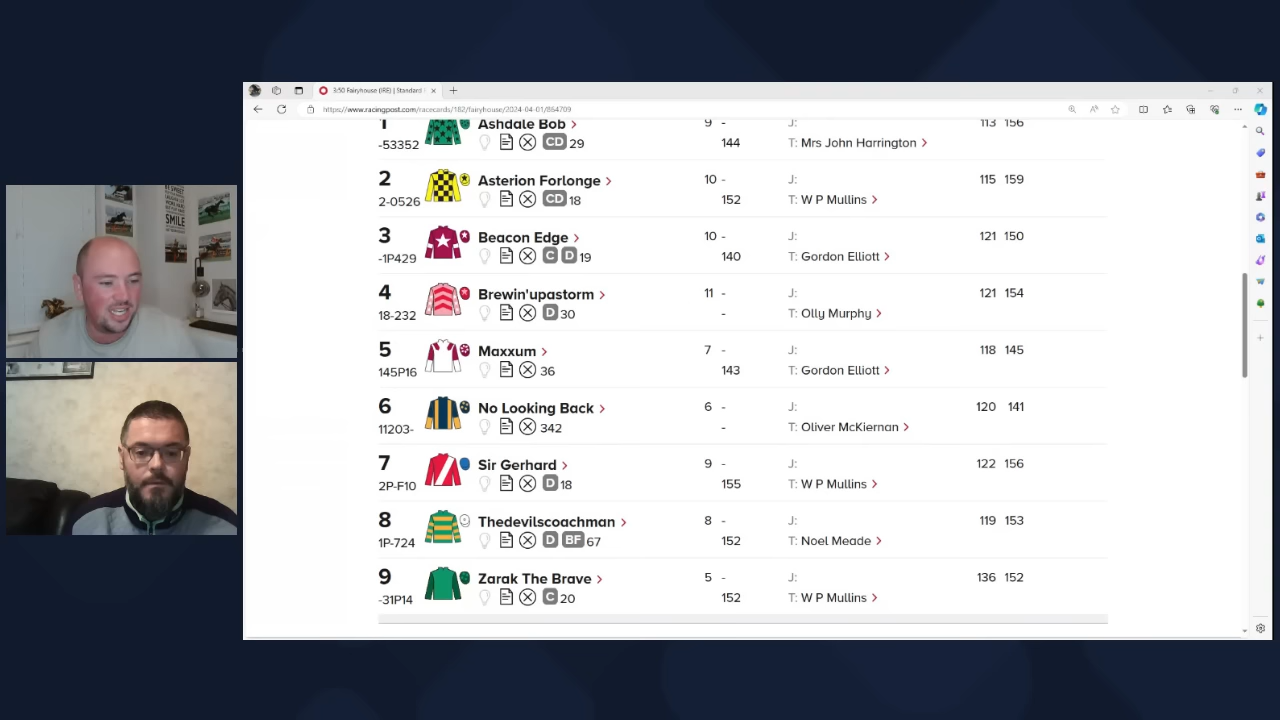 3:50 Fairyhouse (IRE) | Standard
https://www.racingpost.com/racecards/182/fairyhouse/2024-04-01/864709
1 Ashdale Bob 9 - J: 113 156
-53352 CD 29 144 T: Mrs John Harrington
2 Asterion Forlonge 10 - J: 115 159
2-0526 CD 18 152 T: W P Mullins
3 Beacon Edge 10 - J: 121 150
-1P429 C D 19 140 T: Gordon Elliott
4 Brewin'upastorm 11 - J: 121 154
18-232 D 30 - T: Olly Murphy
5 Maxxum 7 - J: 118 145
145P16 36 143 T: Gordon Elliott
6 No Looking Back 6 - J: 120 141
11203- 342 - T: Oliver McKiernan
7 Sir Gerhard 9 - J: 122 156
2P-F10 D 18 155 T: W P Mullins
8 Thedevilscoachman 8 - J: 119 153
1P-724 D BF 67 152 T: Noel Meade
9 Zarak The Brave 5 - J: 136 152
-31P14 C 20 152 T: W P Mullins
SMILE